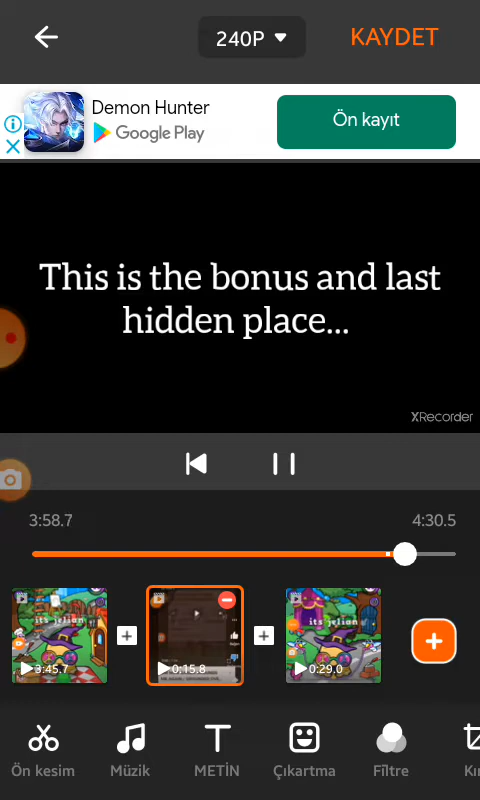 240P
KAYDET
Demon Hunter
Google Play
Ön kayıt
This is the bonus and last
hidden place...
XRecorder
3:58.7
4:30.5
its jelian
3:45.7
0:15.8
its jelian
0:29.0
Ön kesim
Müzik
METİN
Çıkartma
Filtre
Kır